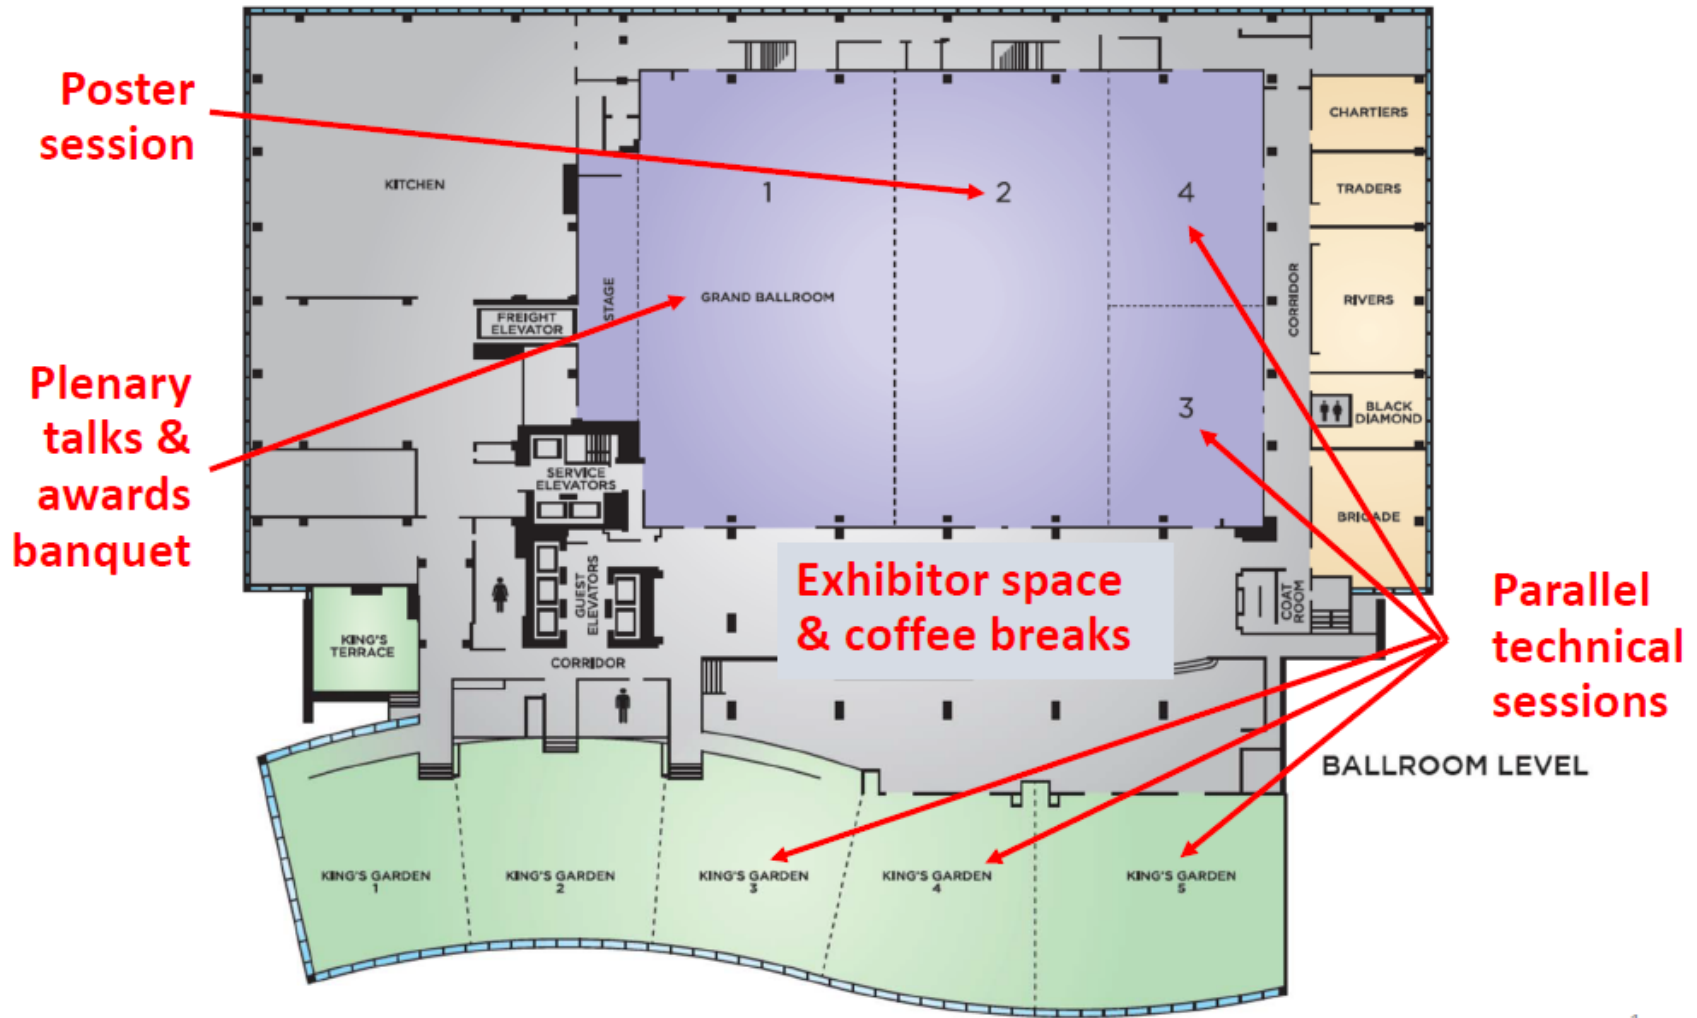 Poster
session
KITCHEN
1
2
4
CHARTIERS
TRADERS
RIVERS
CORRIDOR
STAGE
GRAND BALLROOM
FREIGHT
ELEVATOR
3
BLACK
DIAMOND
BRIGADE
Plenary
talks &
awards
banquet
SERVICE
ELEVATORS
GUEST
ELEVATORS
Exhibitor space
& coffee breaks
COAT
ROOM
Parallel
technical
sessions
KING'S
TERRACE
CORRIDOR
BALLROOM LEVEL
KING'S GARDEN
1
KING'S GARDEN
2
KING'S GARDEN
3
KING'S GARDEN
4
KING'S GARDEN
5